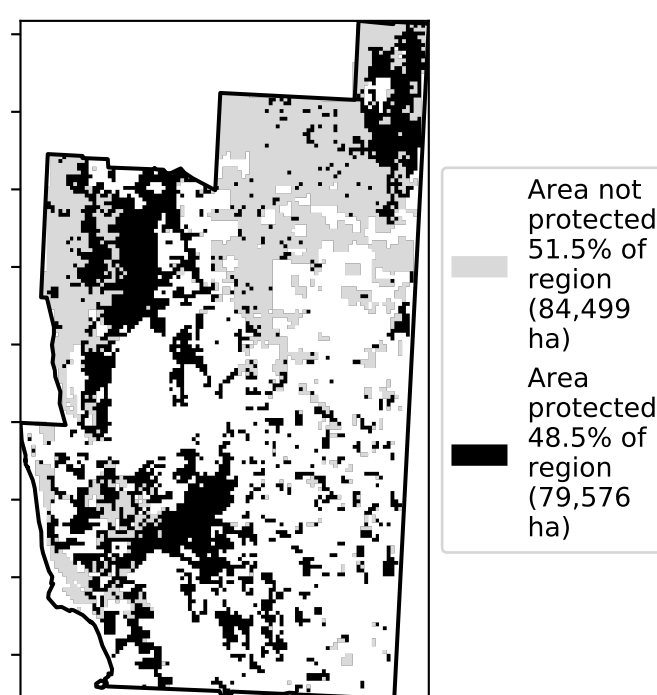 Area not
protected
51.5% of
region
(84,499
ha)
Area
protected
48.5% of
region
(79,576
ha)